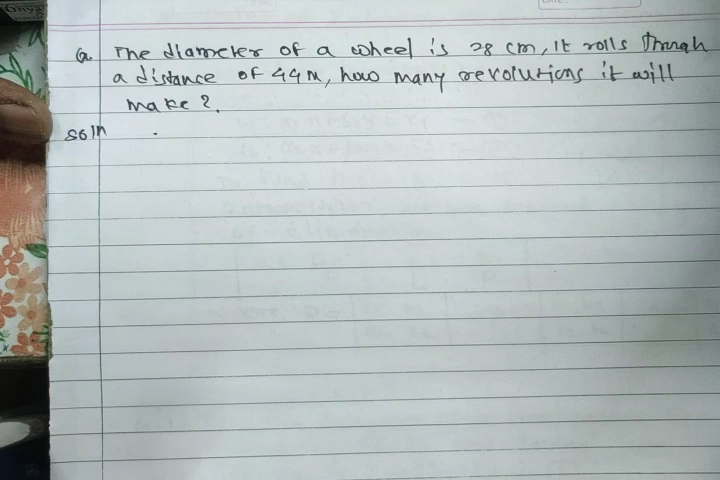 Q. The diameter of a wheel is 28 cm, it rolls through
a distance of 44 M, how many revolutions it will
make?.
Soln